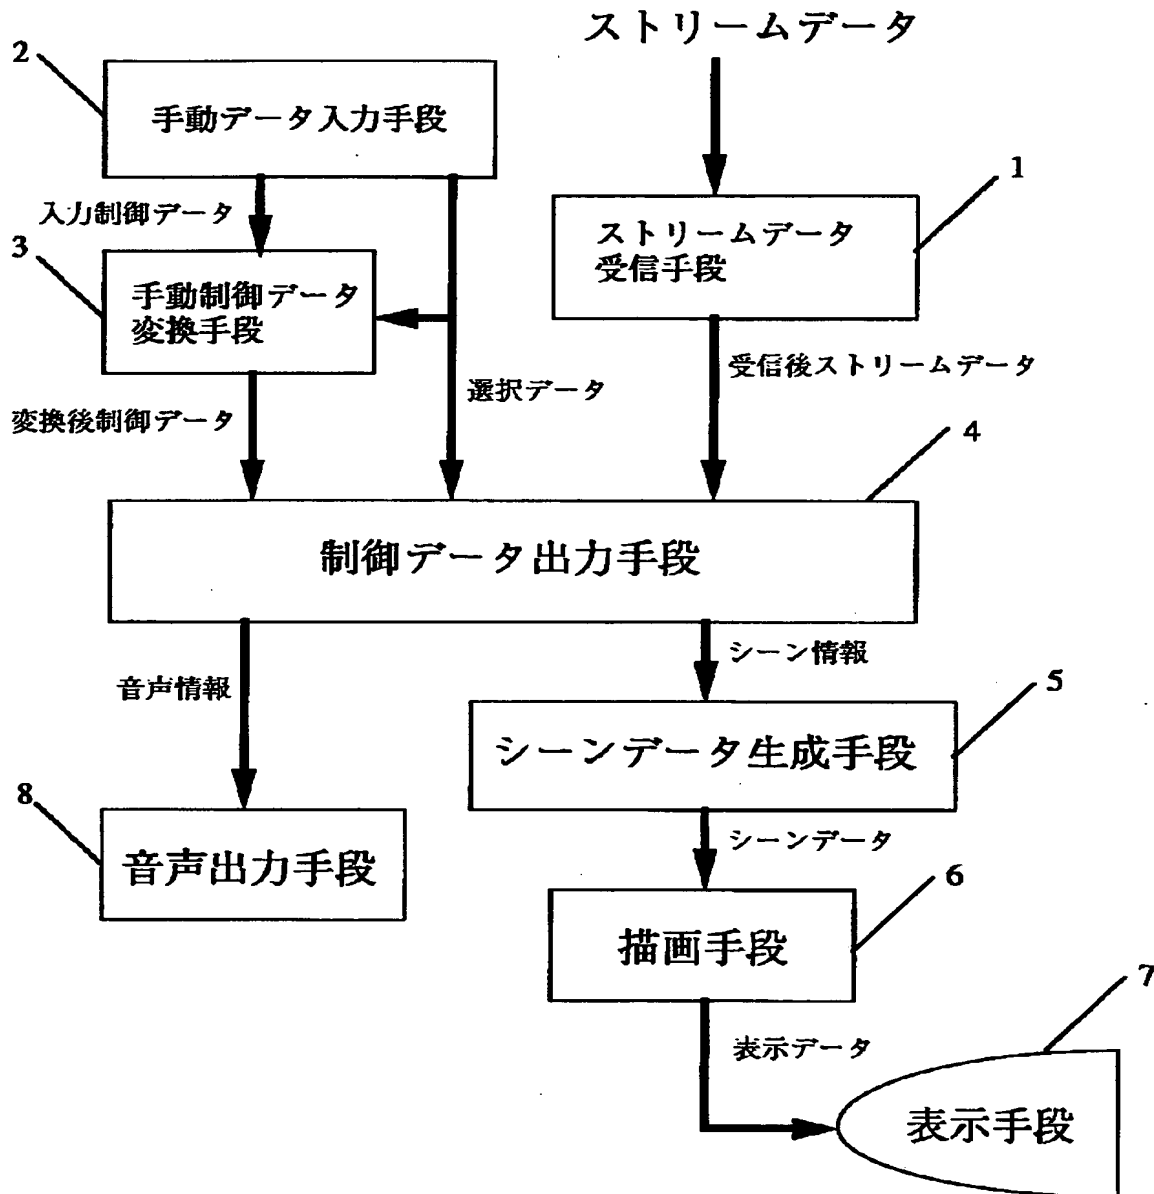 ストリームデータ
2
手動データ入力手段
1
入力制御データ
ストリームデータ
受信手段
3
手動制御データ
変換手段
受信後ストリームデータ
選択データ
変換後制御データ
4
制御データ出力手段
シーン情報
音声情報
5
シーンデータ生成手段
8
シーンデータ
音声出力手段
6
描画手段
7
表示データ
表示手段